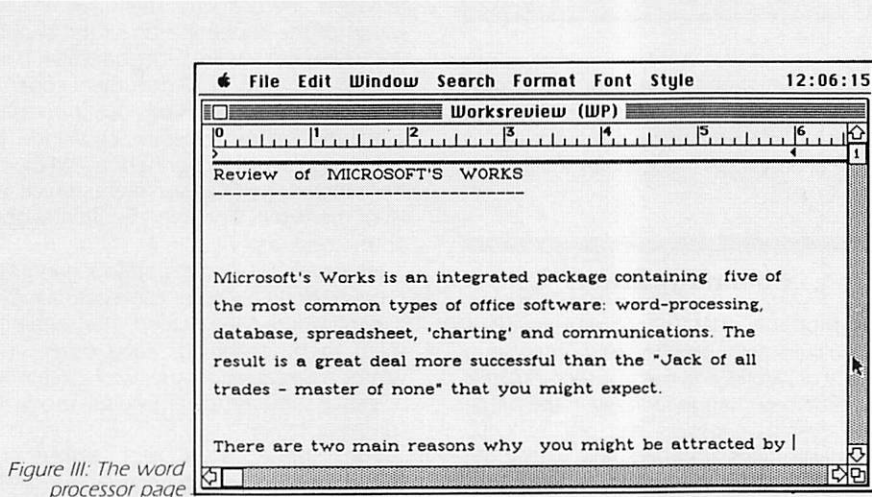 File Edit Window Search Format Font Style 12:06:15
Worksreview (WP)
0 1 2 3 4 5 6
1
Review of MICROSOFT'S WORKS
------------------------------
Microsoft's Works is an integrated package containing five of
the most common types of office software: word-processing,
database, spreadsheet, 'charting' and communications. The
result is a great deal more successful than the "Jack of all
trades - master of none" that you might expect.
There are two main reasons why you might be attracted by
Figure III: The word
processor page